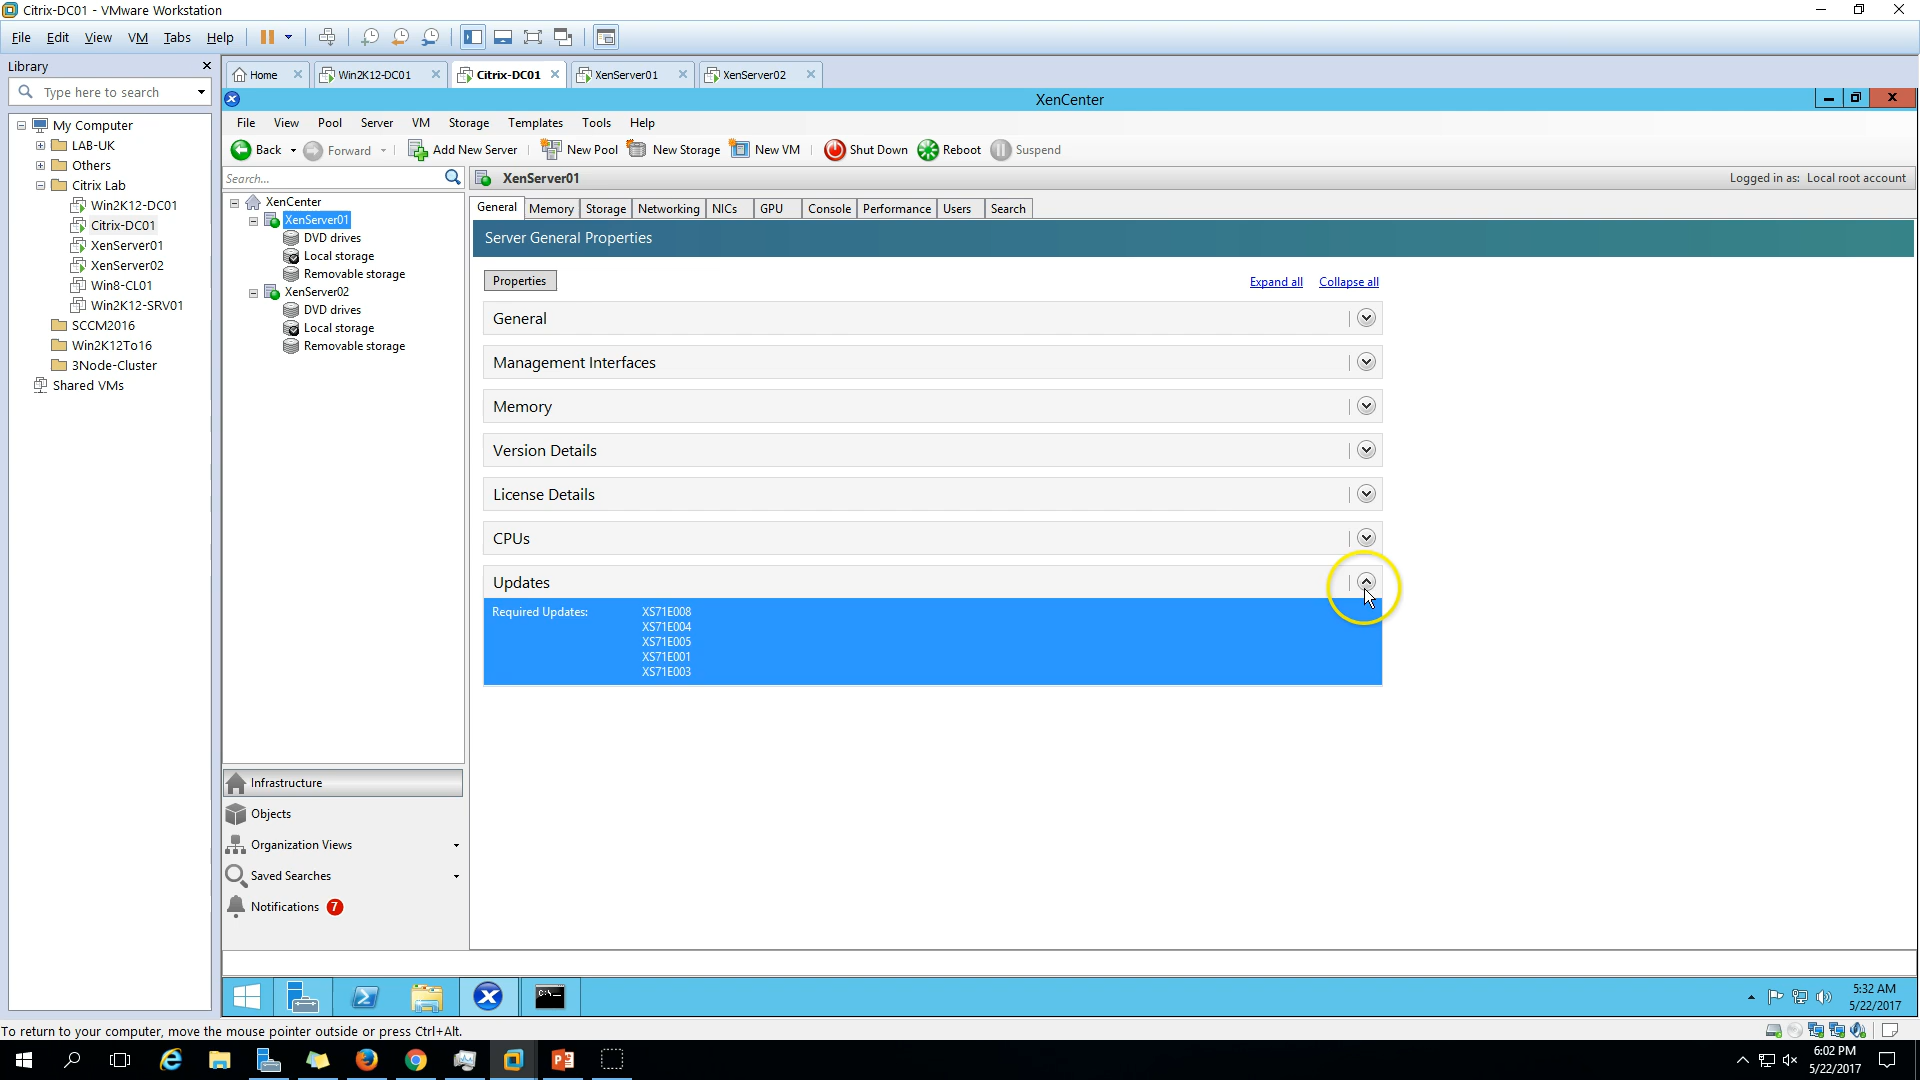 Citrix-DC01 - VMware Workstation
File Edit View VM Tabs Help
Library
Type here to search
My Computer
LAB-UK
Others
Citrix Lab
Win2K12-DC01
Citrix-DC01
XenServer01
XenServer02
Win8-CL01
Win2K12-SRV01
SCCM2016
Win2K12To16
3Node-Cluster
Shared VMs
Home Win2K12-DC01 Citrix-DC01 XenServer01 XenServer02
XenCenter
File View Pool Server VM Storage Templates Tools Help
Back Forward Add New Server New Pool New Storage New VM Shut Down Reboot Suspend
Search...
XenCenter
XenServer01
DVD drives
Local storage
Removable storage
XenServer02
DVD drives
Local storage
Removable storage
Infrastructure
Objects
Organization Views
Saved Searches
Notifications 7
XenServer01 Logged in as: Local root account
General Memory Storage Networking NICs GPU Console Performance Users Search
Server General Properties
Properties Expand all Collapse all
General
Management Interfaces
Memory
Version Details
License Details
CPUs
Updates
Required Updates: XS71E008
XS71E004
XS71E005
XS71E001
XS71E003
5:32 AM
5/22/2017
To return to your computer, move the mouse pointer outside or press Ctrl+Alt.
6:02 PM
5/22/2017